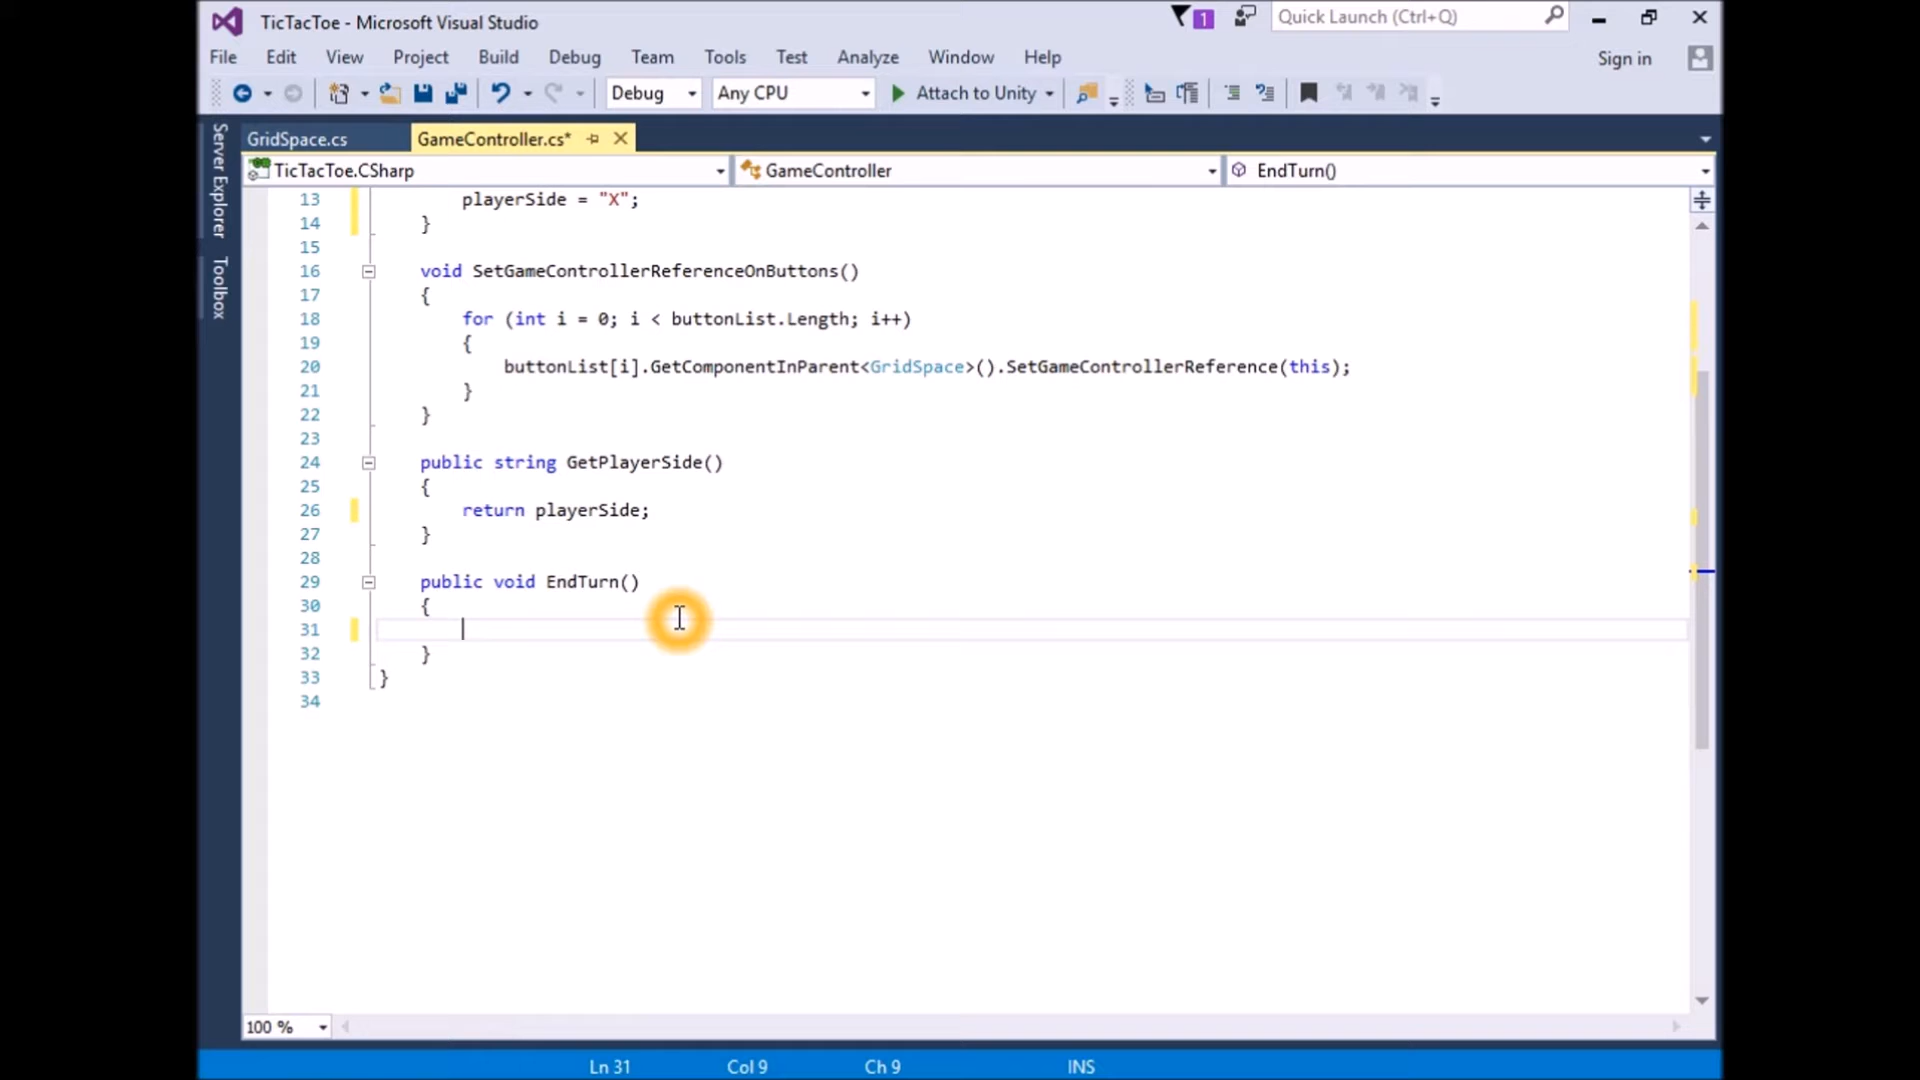 TicTacToe - Microsoft Visual Studio
1
Quick Launch (Ctrl+Q)
File Edit View Project Build Debug Team Tools Test Analyze Window Help
Sign in
Debug Any CPU Attach to Unity
Server Explorer
Toolbox
GridSpace.cs GameController.cs*
TicTacToe.CSharp GameController EndTurn()
13 playerSide = "X";
14 }
15
16 void SetGameControllerReferenceOnButtons()
17 {
18 for (int i = 0; i < buttonList.Length; i++)
19 {
20 buttonList[i].GetComponentInParent<GridSpace>().SetGameControllerReference(this);
21 }
22 }
23
24 public string GetPlayerSide()
25 {
26 return playerSide;
27 }
28
29 public void EndTurn()
30 {
31
32 }
33 }
34
100 %
Ln 31 Col 9 Ch 9 INS